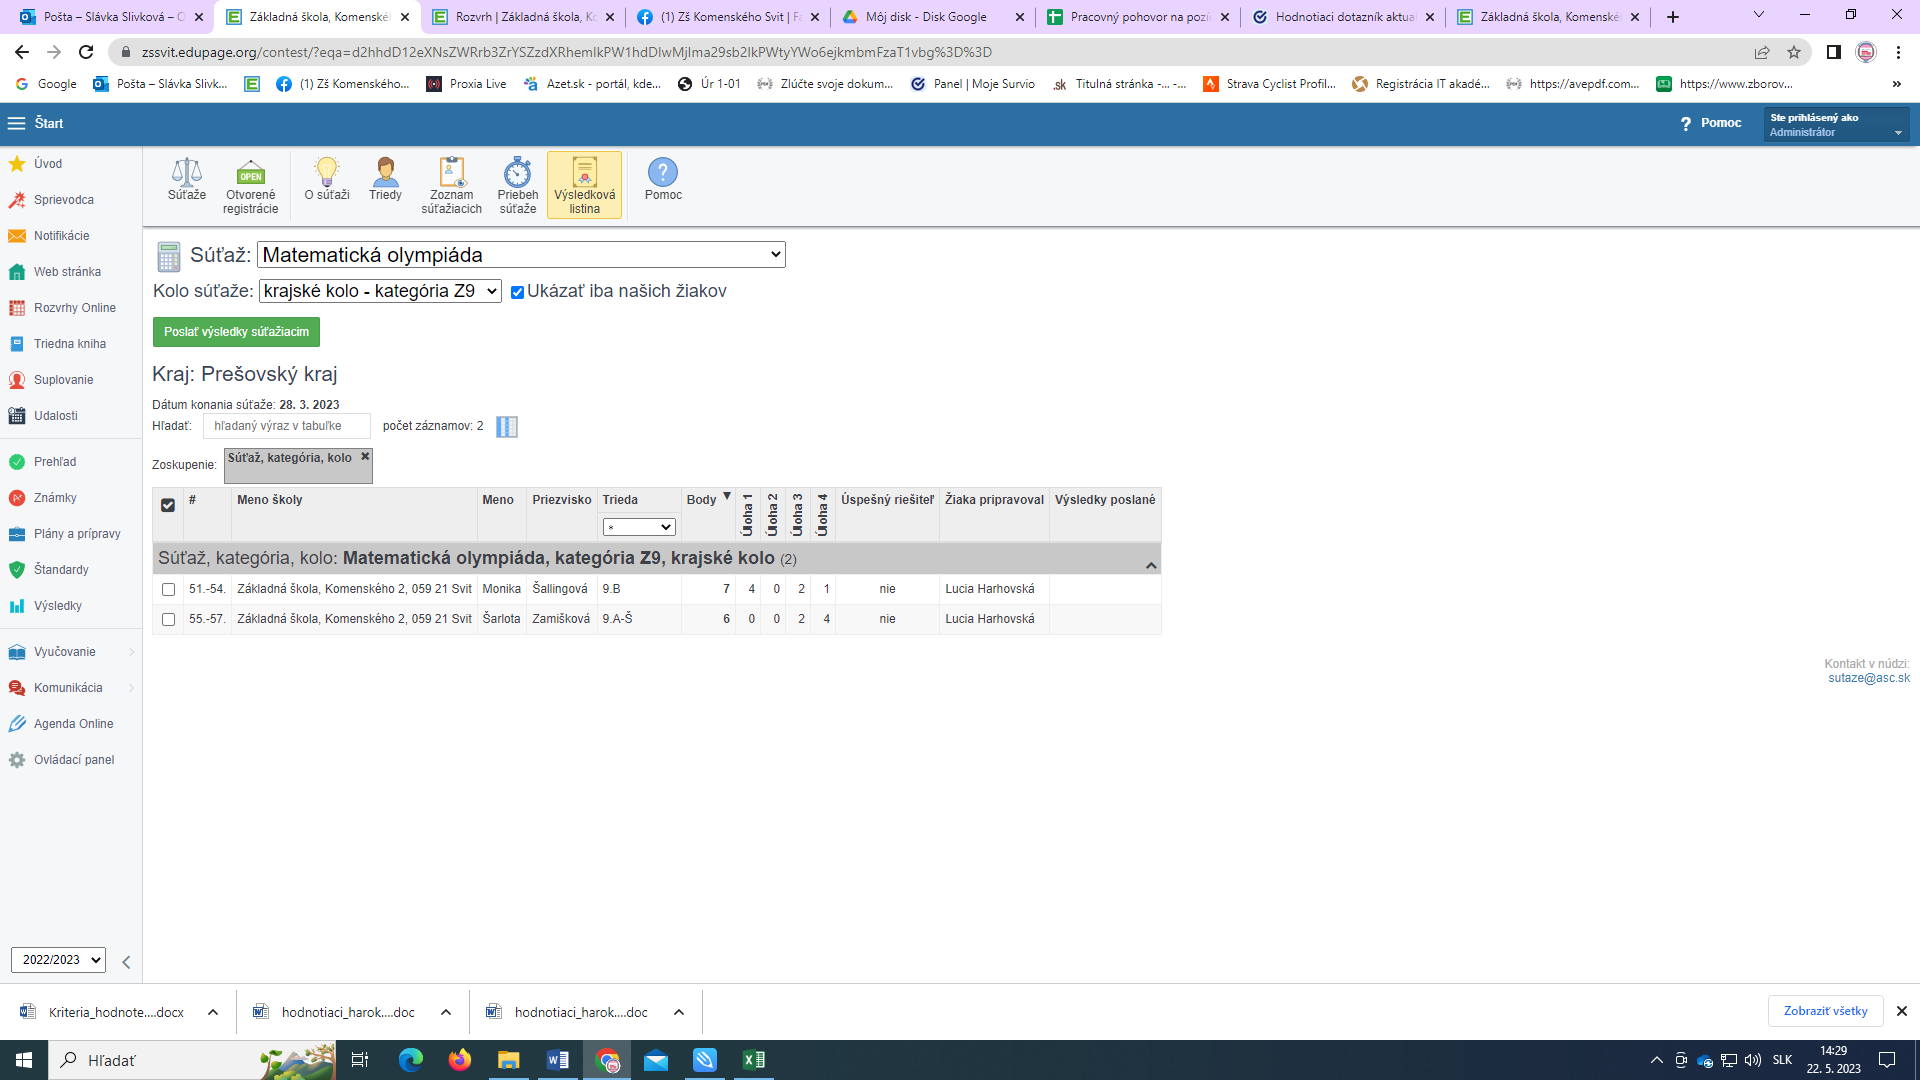 Pošta – Slávka Slivková – O
Základná škola, Komenskéh
Rozvrh | Základná škola, Ko
(1) Zš Komenského Svit | Fa
Môj disk - Disk Google
Pracovný pohovor na pozíc
Hodnotiaci dotazník aktual
Základná škola, Komenskéh
Google
Pošta – Slávka Slivk...
(1) Zš Komenského...
Proxia Live
Azet.sk - portál, kde...
Úr 1-01
Zlúčte svoje dokum...
Panel | Moje Survio
Titulná stránka -... -...
Strava Cyclist Profil...
Registrácia IT akadé...
https://avepdf.com...
https://www.zborov...
Štart
Pomoc
Ste prihlásený ako
Administrátor
Úvod
Sprievodca
Notifikácie
Web stránka
Rozvrhy Online
Triedna kniha
Suplovanie
Udalosti
Prehľad
Známky
Plány a prípravy
Štandardy
Výsledky
Vyučovanie
Komunikácia
Agenda Online
Ovládací panel
2022/2023
Súťaže
OPEN
Otvorené
registrácie
O súťaži
Triedy
Zoznam
súťažiacich
Priebeh
súťaže
Výsledková
listina
Pomoc
Súťaž: Matematická olympiáda
Kolo súťaže: krajské kolo - kategória Z9 Ukázať iba našich žiakov
Poslať výsledky súťažiacim
Kraj: Prešovský kraj
Dátum konania súťaže: 28. 3. 2023
Hľadať: hľadaný výraz v tabuľke počet záznamov: 2
Zoskupenie: Súťaž, kategória, kolo
# Meno školy Meno Priezvisko Trieda Body Úloha 1 Úloha 2 Úloha 3 Úloha 4 Úspešný riešiteľ Žiaka pripravoval Výsledky poslané
*
Súťaž, kategória, kolo: Matematická olympiáda, kategória Z9, krajské kolo (2)
51.-54. Základná škola, Komenského 2, 059 21 Svit Monika Šallingová 9.B 7 4 0 2 1 nie Lucia Harhovská
55.-57. Základná škola, Komenského 2, 059 21 Svit Šarlota Zamišková 9.A-Š 6 0 0 2 4 nie Lucia Harhovská
Kontakt v núdzi:
sutaze@asc.sk
Kriteria_hodnote....docx
hodnotiaci_harok....doc
hodnotiaci_harok....doc
Zobraziť všetky
Hľadať
SLK
14:29
22. 5. 2023